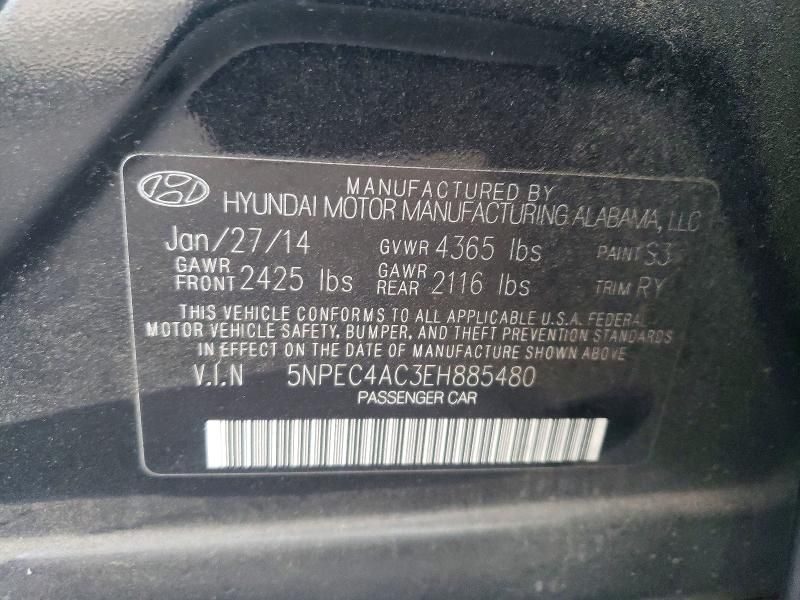 MANUFACTURED BY
HYUNDAI MOTOR MANUFACTURING ALABAMA, LLC
Jan/27/14 GVWR 4365 lbs PAINT S3
GAWR FRONT 2425 lbs GAWR REAR 2116 lbs TRIM RY
THIS VEHICLE CONFORMS TO ALL APPLICABLE U.S.A. FEDERAL
MOTOR VEHICLE SAFETY, BUMPER, AND THEFT PREVENTION STANDARDS
IN EFFECT ON THE DATE OF MANUFACTURE SHOWN ABOVE
V.I.N 5NPEC4AC3EH885480
PASSENGER CAR